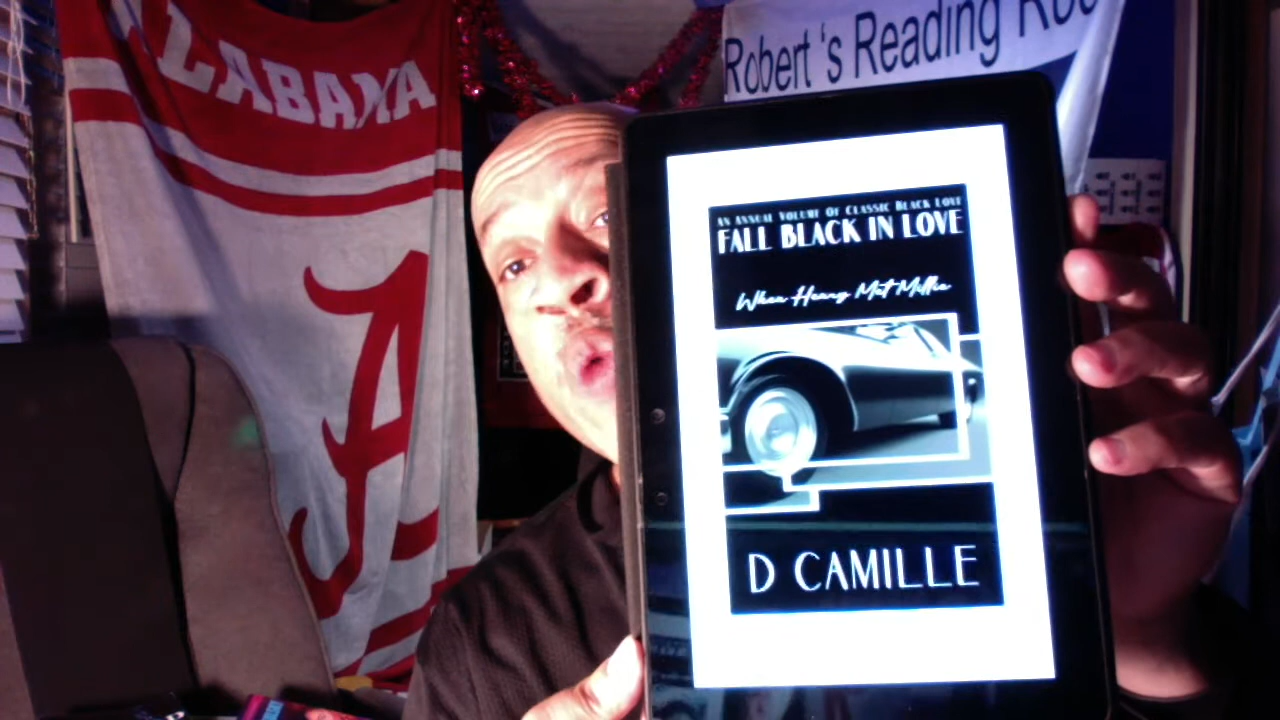 ALABAMA
A
Robert 's Reading Roo
AN ANNUAL VOLUME OF CLASSIC BLACK LOVE
FALL BLACK IN LOVE
When Henry Met Millie
D CAMILLE